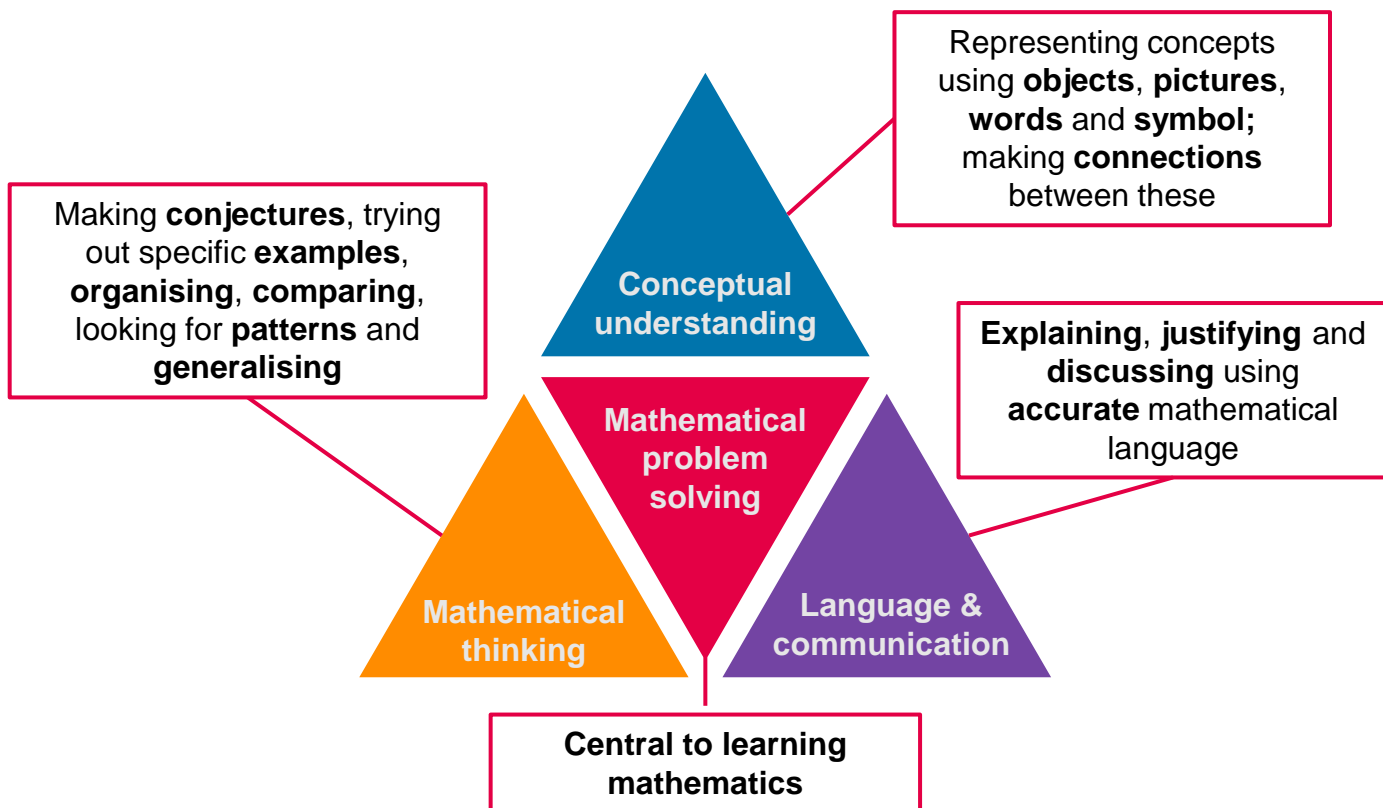 Representing concepts
using objects, pictures,
words and symbol;
making connections
between these
Making conjectures, trying
out specific examples,
organising, comparing,
looking for patterns and
generalising
Conceptual
understanding
Explaining, justifying and
discussing using
accurate mathematical
language
Mathematical
problem
solving
Mathematical
thinking
Language &
communication
Central to learning
mathematics